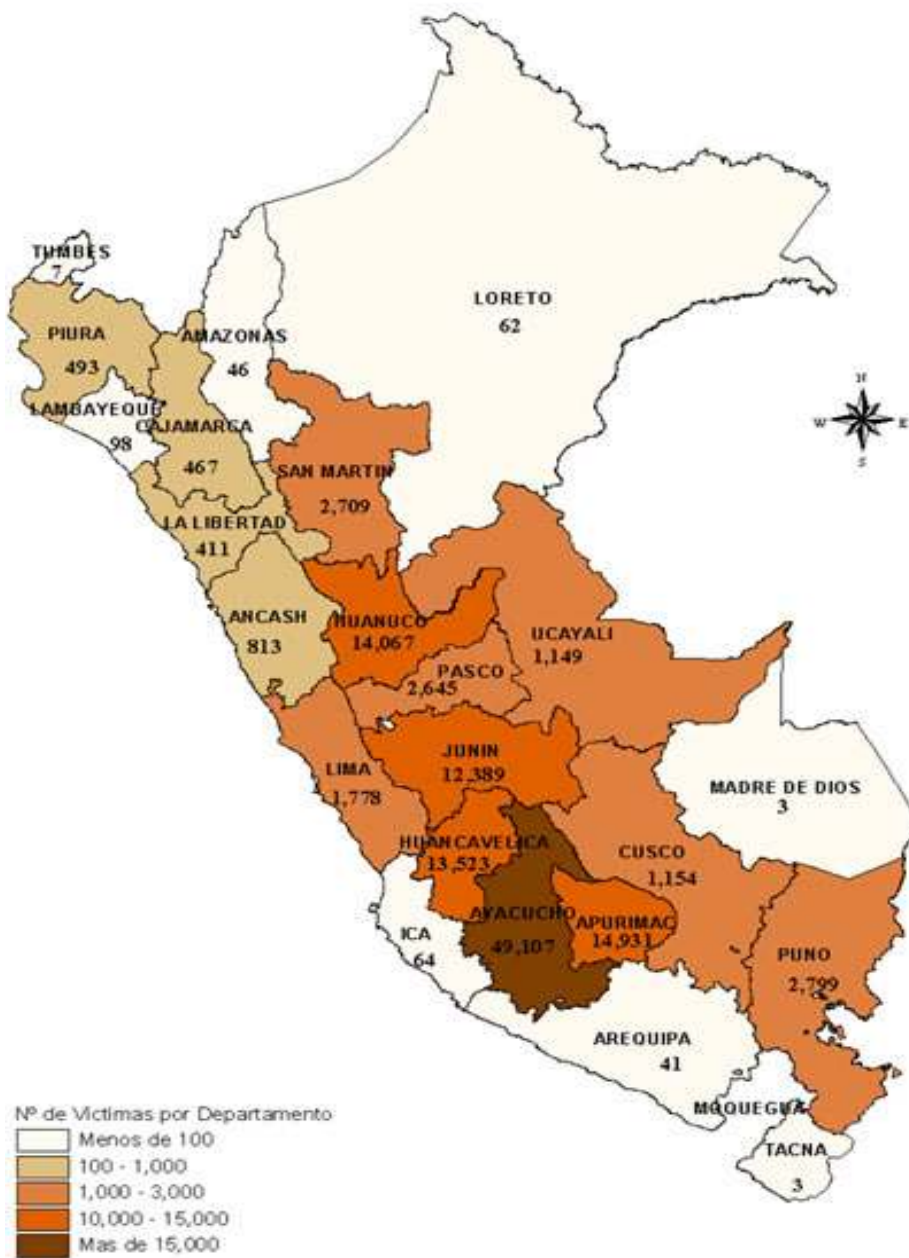 TUMBES
7
PIURA
493
LAMBAYEQUE
98
CAJAMARCA
467
AMAZONAS
46
LORETO
62
SAN MARTIN
2,709
LA LIBERTAD
411
ANCASH
813
HUANUCO
14,067
UCAYALI
1,149
PASCO
2,645
LIMA
1,778
JUNIN
12,389
MADRE DE DIOS
3
HUANCAVELICA
13,523
CUSCO
1,154
AYACUCHO
49,107
APURIMAC
14,931
ICA
64
PUNO
2,799
AREQUIPA
41
MOQUEGUA
TACNA
3
N
W E
S
Nº de Victimas por Departamento
Menos de 100
100 - 1,000
1,000 - 3,000
10,000 - 15,000
Mas de 15,000